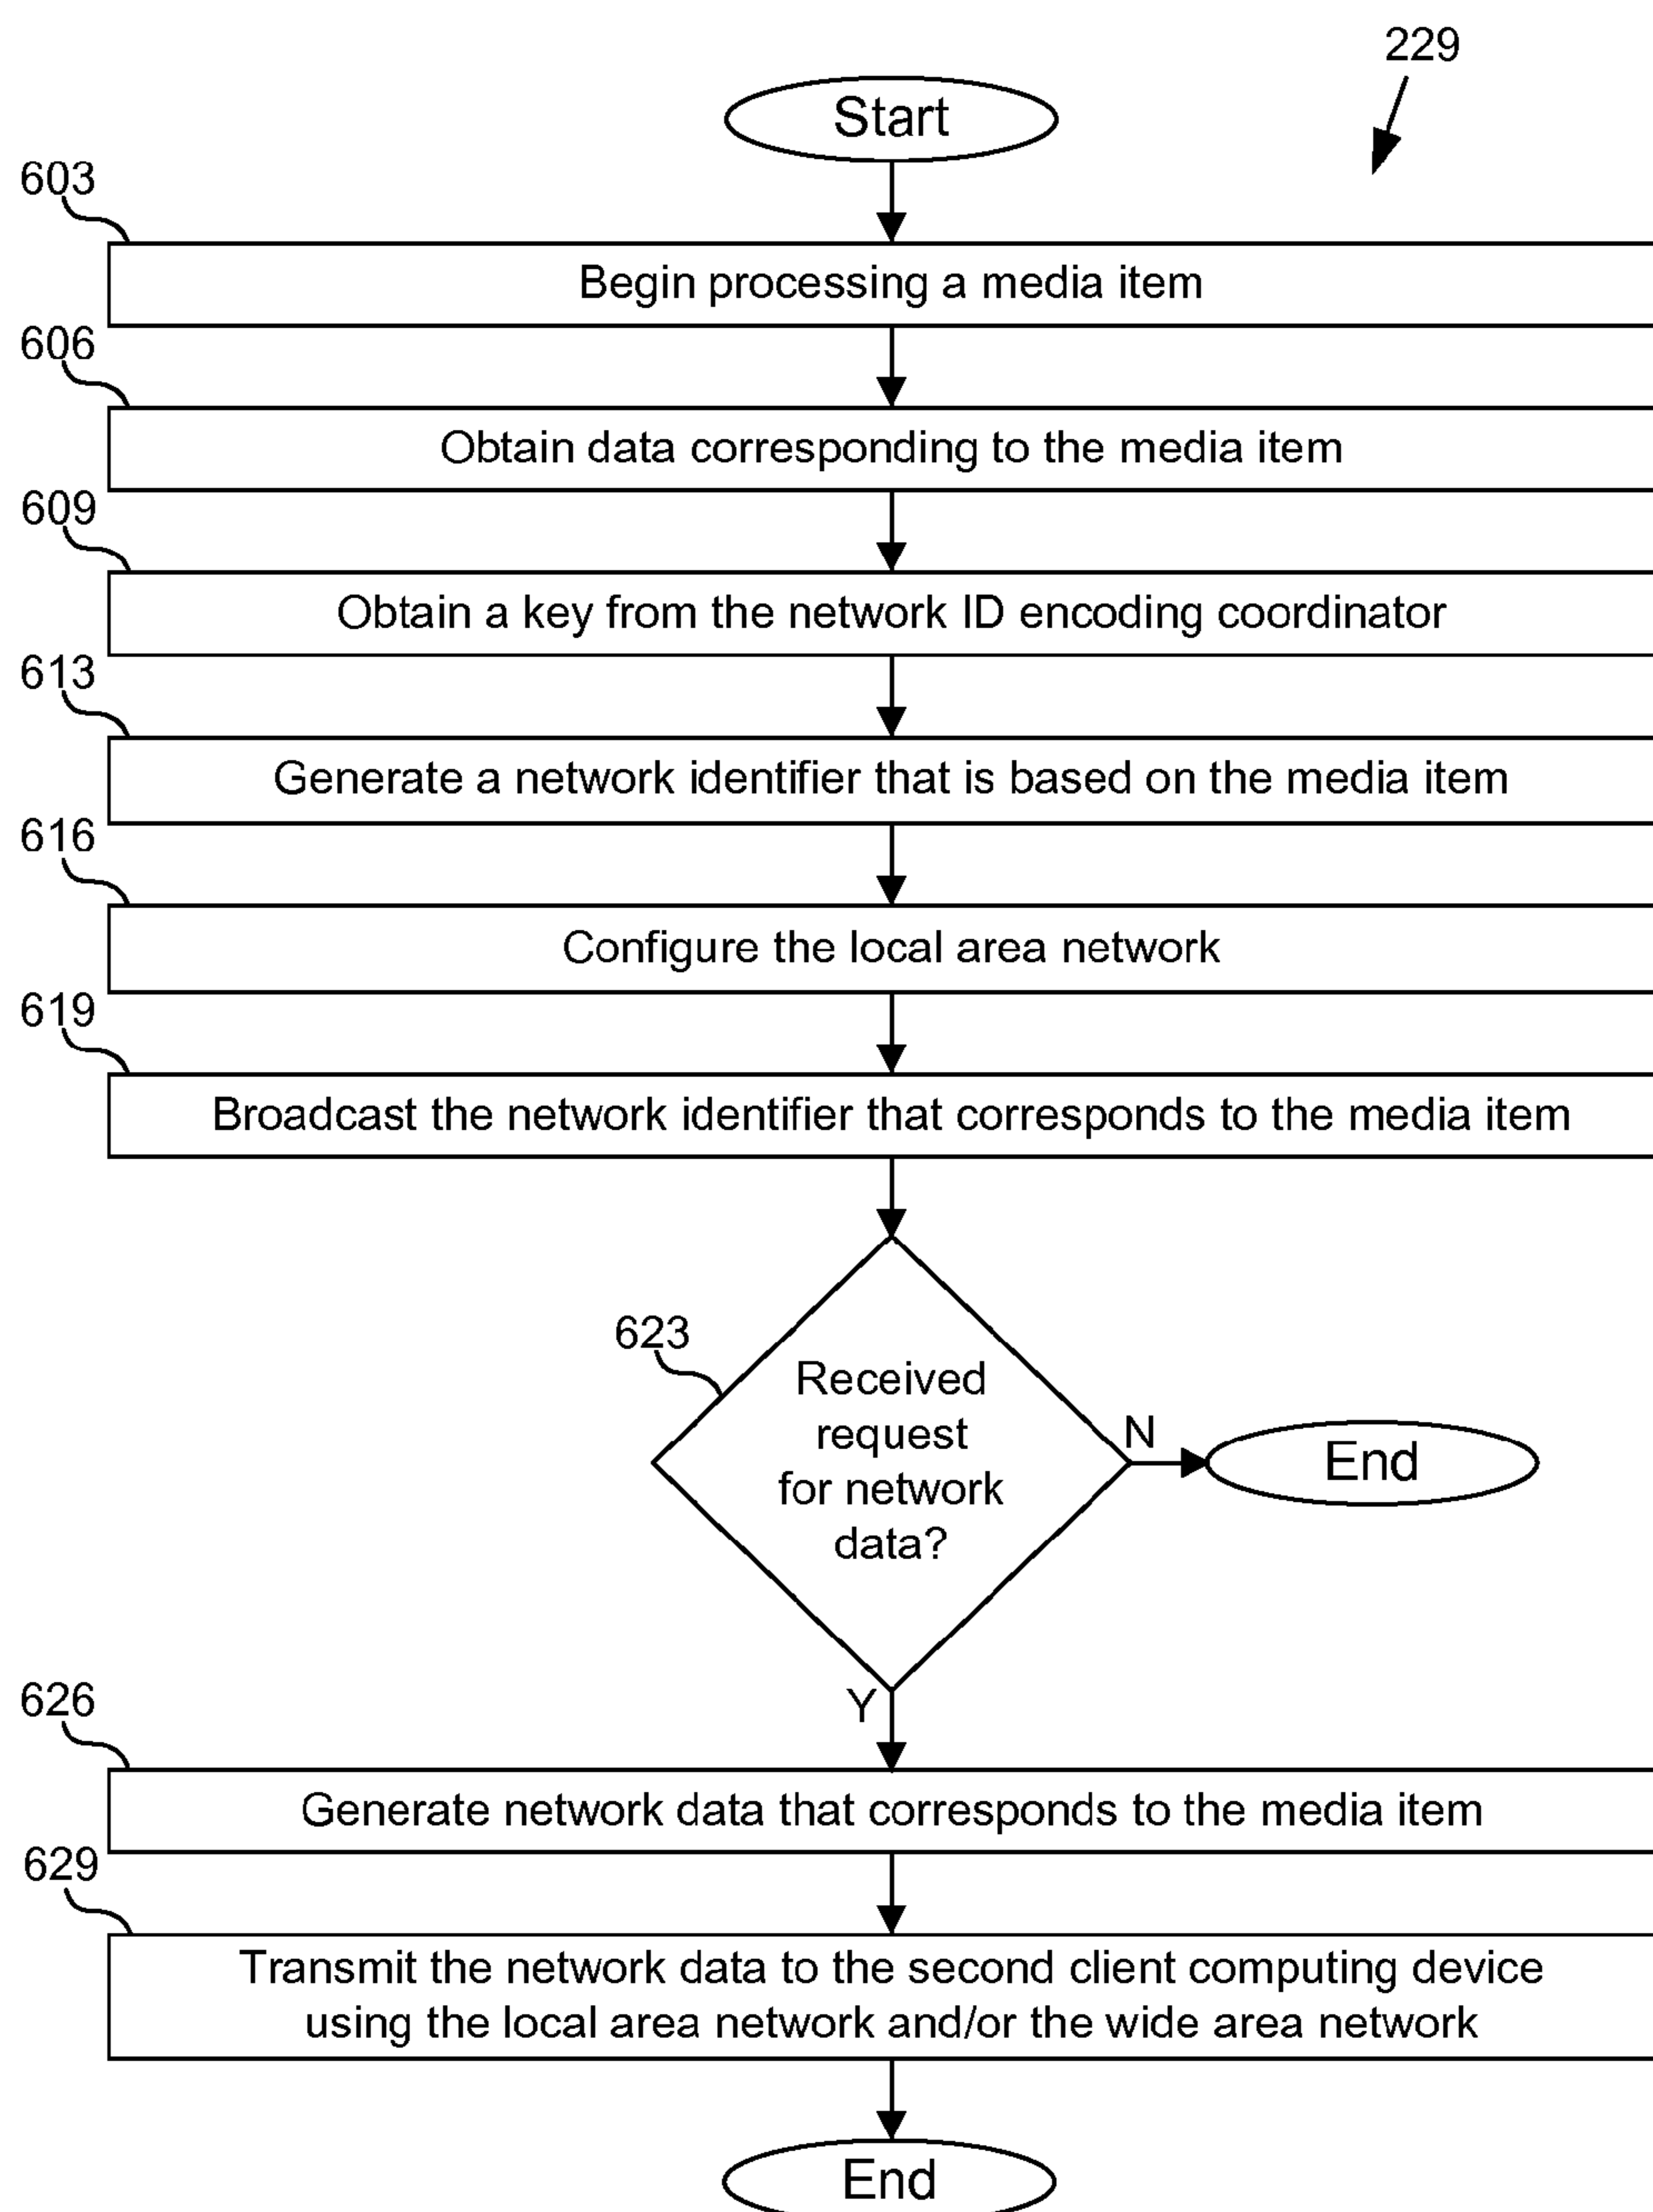 229
Start
603
Begin processing a media item
606
Obtain data corresponding to the media item
609
Obtain a key from the network ID encoding coordinator
613
Generate a network identifier that is based on the media item
616
Configure the local area network
619
Broadcast the network identifier that corresponds to the media item
623
Received
request
for network
data?
N
End
Y
626
Generate network data that corresponds to the media item
629
Transmit the network data to the second client computing device
using the local area network and/or the wide area network
End